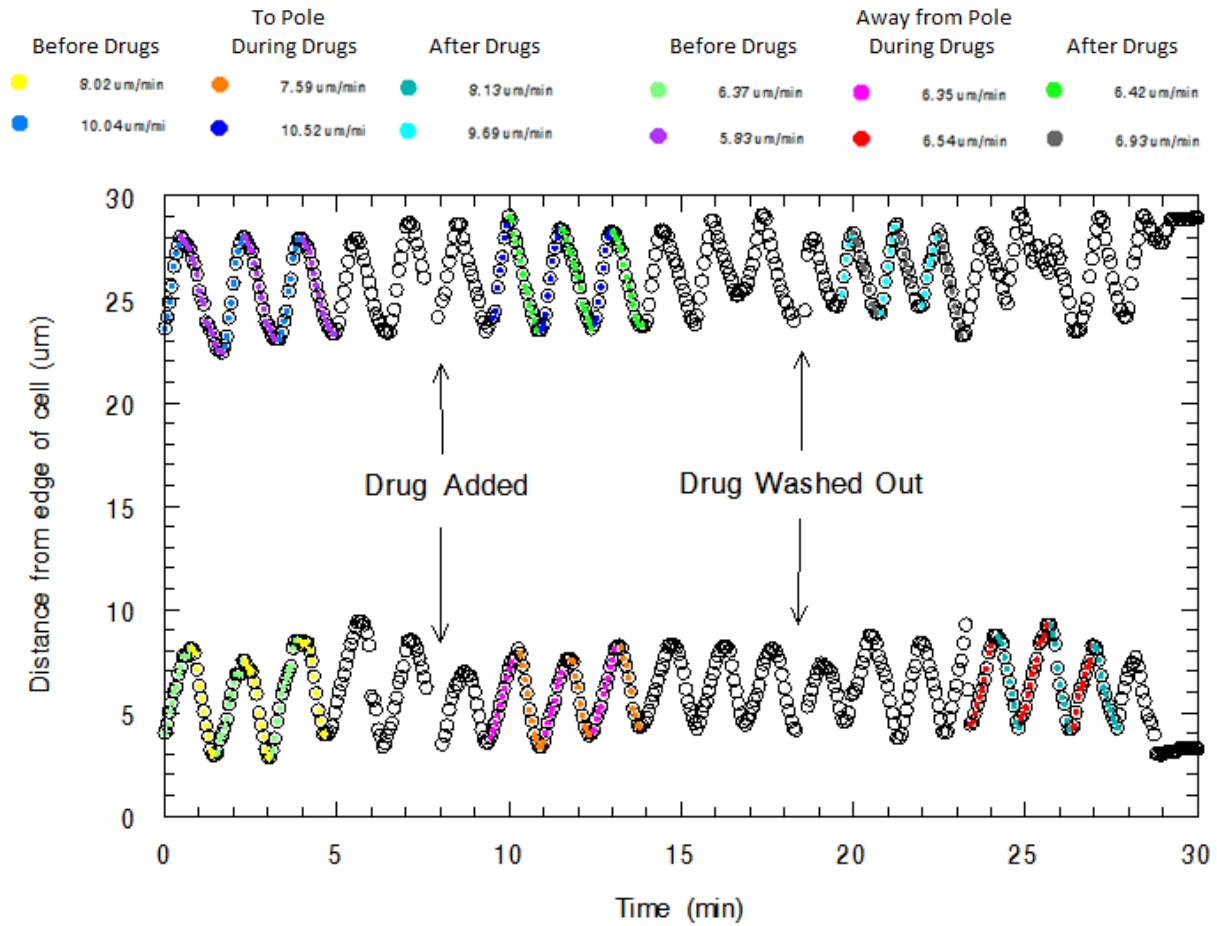 To Pole Away from Pole
Before Drugs During Drugs After Drugs Before Drugs During Drugs After Drugs
8.02 um/min 7.59 um/min 8.13 um/min 6.37 um/min 6.35 um/min 6.42 um/min
10.04 um/mi 10.52 um/mi 9.69 um/min 5.83 um/min 6.54 um/min 6.93 um/min
30
25
20
15
10
5
0
Distance from edge of cell (um)
Drug Added Drug Washed Out
0 5 10 15 20 25 30
Time (min)